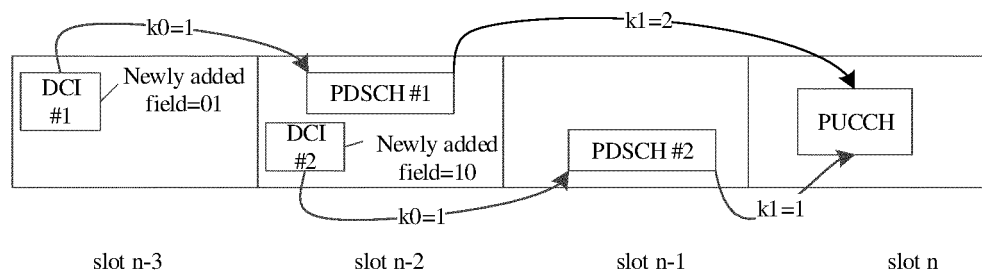 k0=1
k1=2
DCI
#1
Newly added
field=01
PDSCH #1
DCI
#2
Newly added
field=10
PDSCH #2
PUCCH
k0=1
k1=1
slot n-3
slot n-2
slot n-1
slot n